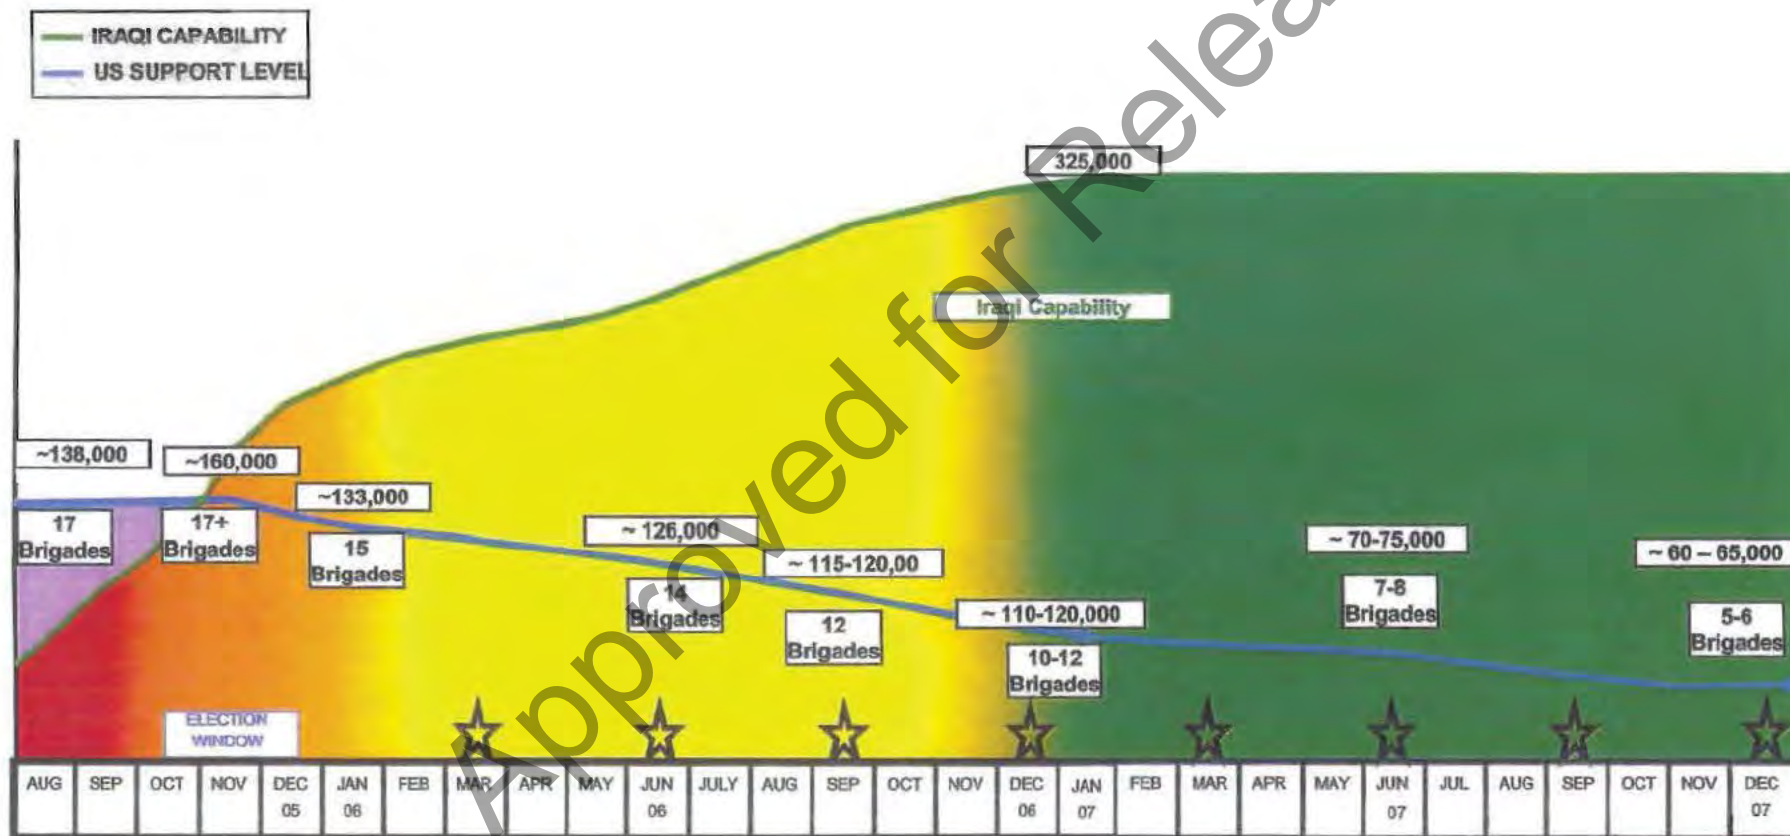 IRAQI CAPABILITY
US SUPPORT LEVEL
325,000
Iraqi Capability
~138,000
~160,000
~133,000
~ 126,000
~ 115-120,00
~ 110-120,000
~ 70-75,000
~ 60 – 65,000
17
Brigades
17+
Brigades
15
Brigades
14
Brigades
12
Brigades
10-12
Brigades
7-8
Brigades
5-6
Brigades
ELECTION
WINDOW
AUG SEP OCT NOV DEC JAN FEB MAR APR MAY JUN JULY AUG SEP OCT NOV DEC JAN FEB MAR APR MAY JUN JUL AUG SEP OCT NOV DEC
05 06 06 06 07 07 07
Approved for